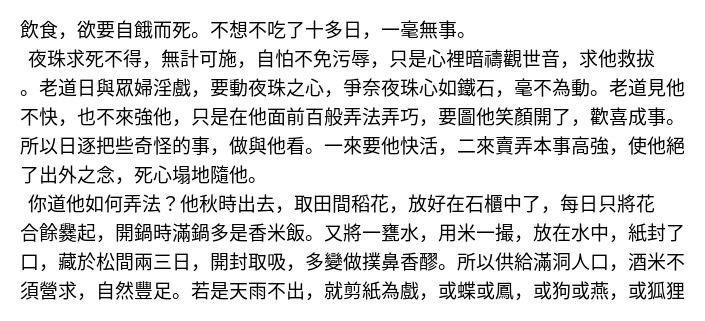 飲食，欲要自餓而死。不想不吃了十多日，一毫無事。
夜珠求死不得，無計可施，自怕不免污辱，只是心裡暗禱觀世音，求他救拔
。老道日與眾婦淫戲，要動夜珠之心，爭奈夜珠心如鐵石，毫不為動。老道見他
不快，也不來強他，只是在他面前百般弄法弄巧，要圖他笑顏開了，歡喜成事。
所以日逐把些奇怪的事，做與他看。一來要他快活，二來賣弄本事高強，使他絕
了出外之念，死心塌地隨他。
你道他如何弄法？他秋時出去，取田間稻花，放好在石櫃中了，每日只將花
合餘爨起，開鍋時滿鍋多是香米飯。又將一甕水，用米一撮，放在水中，紙封了
口，藏於松間兩三日，開封取吸，多變做撲鼻香醪。所以供給滿洞人口，酒米不
須營求，自然豐足。若是天雨不出，就剪紙為戲，或蝶或鳳，或狗或燕，或狐狸